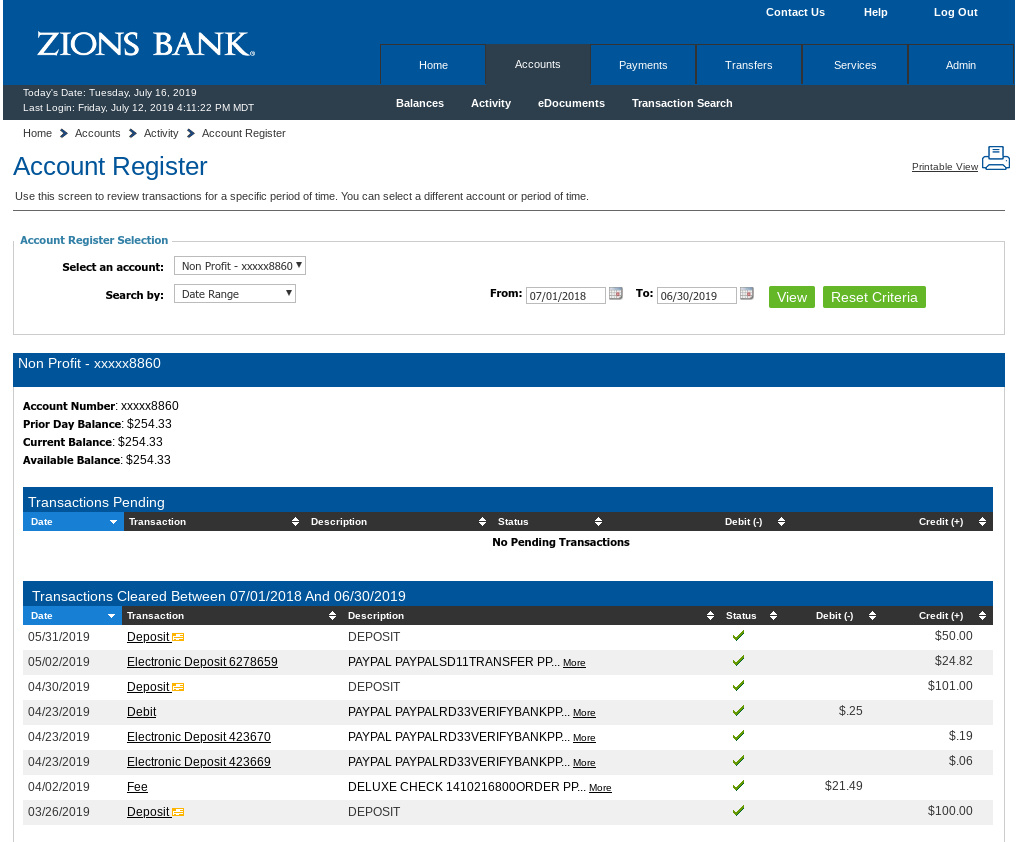 Contact Us Help Log Out
ZIONS BANK.®
Home Accounts Payments Transfers Services Admin
Today's Date: Tuesday, July 16, 2019
Last Login: Friday, July 12, 2019 4:11:22 PM MDT
Balances Activity eDocuments Transaction Search
Home Accounts Activity Account Register
Account Register
Printable View
Use this screen to review transactions for a specific period of time. You can select a different account or period of time.
Account Register Selection
Select an account: Non Profit - xxxxx8860
Search by: Date Range From: 07/01/2018 To: 06/30/2019 View Reset Criteria
Non Profit - xxxxx8860
Account Number: xxxxx8860
Prior Day Balance: $254.33
Current Balance: $254.33
Available Balance: $254.33
Transactions Pending
Date Transaction Description Status Debit (-) Credit (+)
No Pending Transactions
Transactions Cleared Between 07/01/2018 And 06/30/2019
Date Transaction Description Status Debit (-) Credit (+)
05/31/2019 Deposit DEPOSIT $50.00
05/02/2019 Electronic Deposit 6278659 PAYPAL PAYPALSD11TRANSFER PP... More $24.82
04/30/2019 Deposit DEPOSIT $101.00
04/23/2019 Debit PAYPAL PAYPALRD33VERIFYBANKPP... More $.25
04/23/2019 Electronic Deposit 423670 PAYPAL PAYPALRD33VERIFYBANKPP... More $.19
04/23/2019 Electronic Deposit 423669 PAYPAL PAYPALRD33VERIFYBANKPP... More $.06
04/02/2019 Fee DELUXE CHECK 1410216800ORDER PP... More $21.49
03/26/2019 Deposit DEPOSIT $100.00